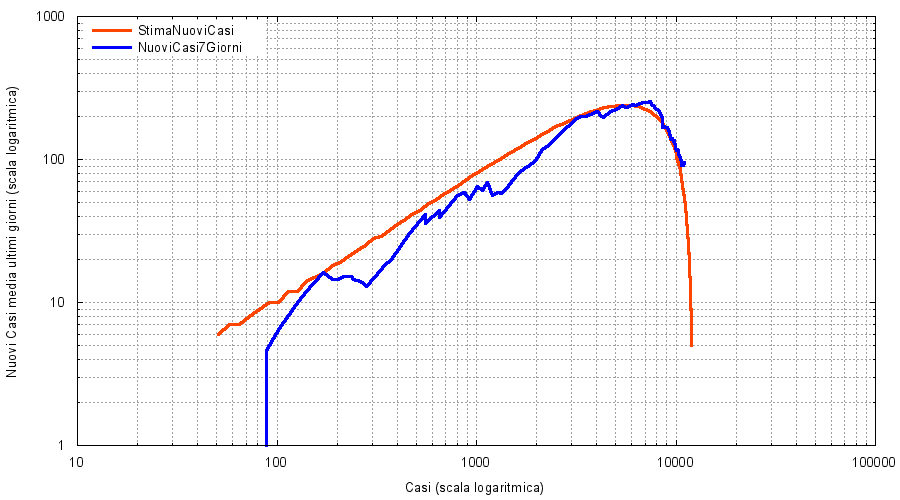 1000
StimaNuoviCasi
NuoviCasi7Giorni
100
10
1
Nuovi Casi media ultimi giorni (scala logaritmica)
10
100
1000
10000
100000
Casi (scala logaritmica)